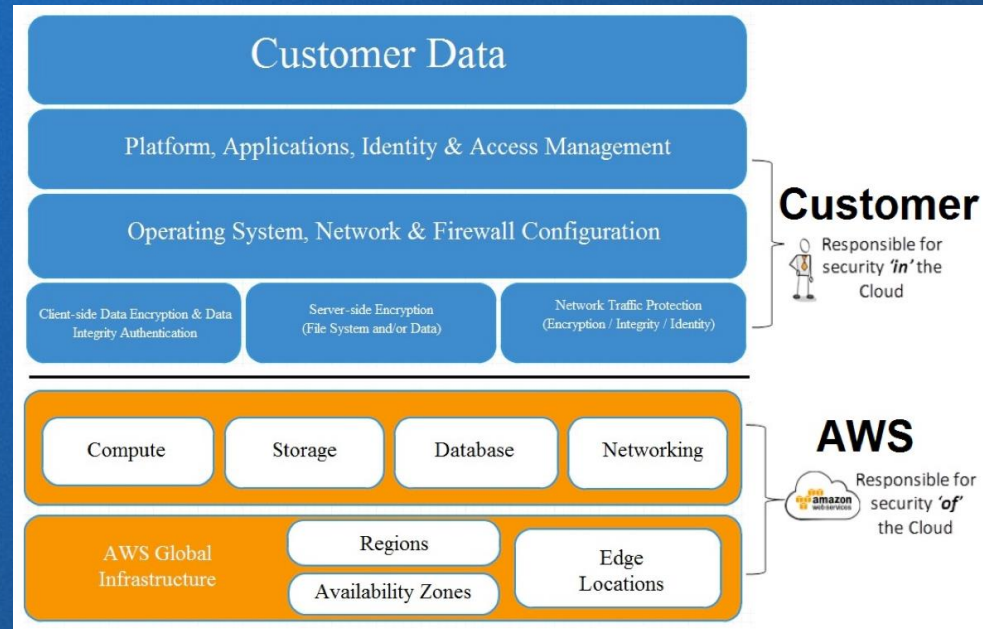 Customer Data
Platform, Applications, Identity & Access Management
Operating System, Network & Firewall Configuration
Client-side Data Encryption & Data
Integrity Authentication
Server-side Encryption
(File System and/or Data)
Network Traffic Protection
(Encryption / Integrity / Identity)
Customer
Responsible for
security 'in' the
Cloud
Compute
Storage
Database
Networking
AWS Global
Infrastructure
Regions
Availability Zones
Edge
Locations
AWS
amazon
web services
Responsible for
security 'of'
the Cloud